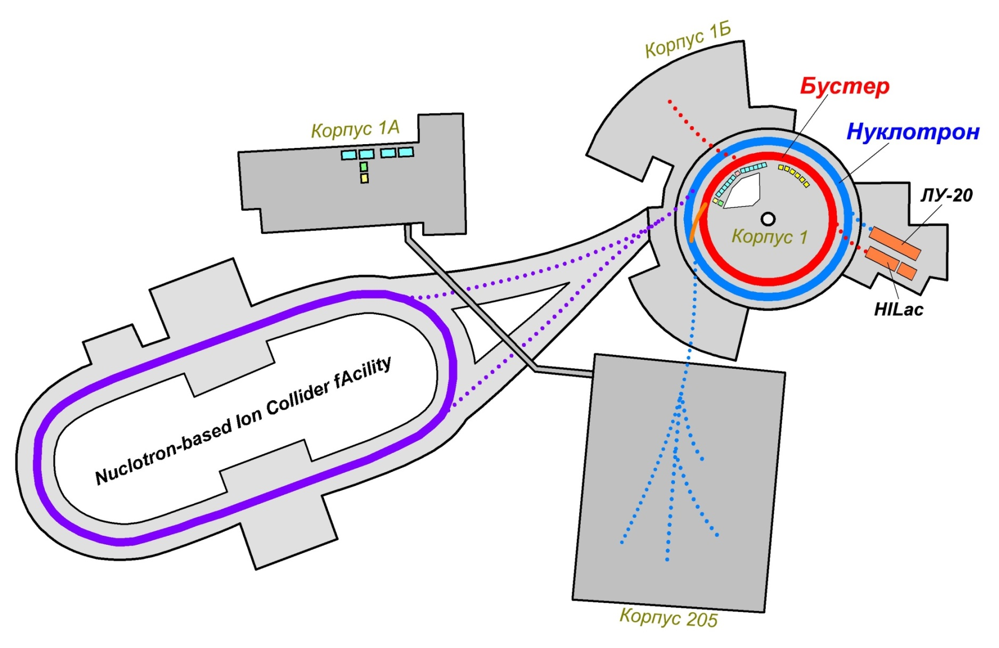 Корпус 1Б
Бустер
Корпус 1А
Нуклотрон
ЛУ-20
Корпус 1
HILac
Nuclotron-based Ion Collider fAcility
Корпус 205